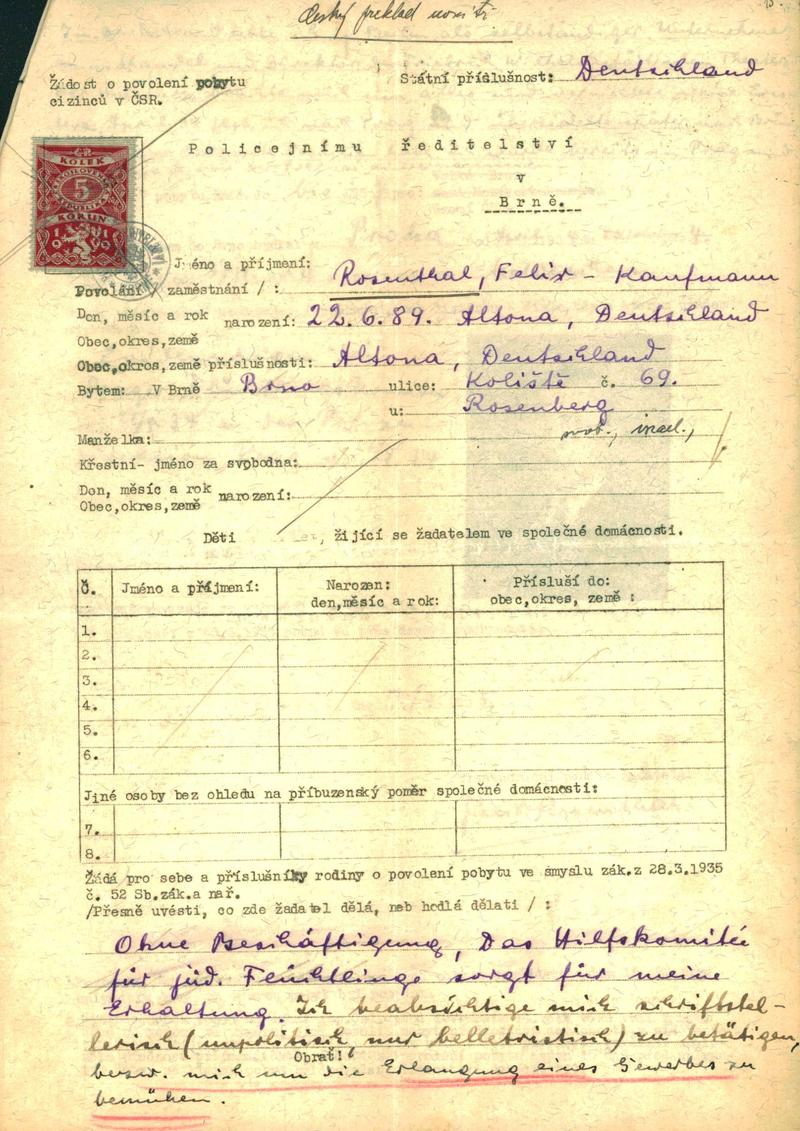 český překlad nový
Žádost o povolení pobytu
cizinců v ČSR.
Státní příslušnost: Deutschland
Policejnímu ředitelství
v
Brně.
KOLEK
5
KORUN
Jméno a příjmení: Rosenthal, Felix - Kaufmann
Povolání / zaměstnání / :
Den, měsíc a rok narození: 22.6.89. Altona, Deutschland
Obec, okres, země
Obec, okres, země příslušnosti: Altona, Deutschland
Bytem: V Brně Brno ulice: Koliště č. 69.
u: Rosenberg
svob., israel.,
Manželka:
Křestní- jméno za svobodna:
Den, měsíc a rok narození:
Obec, okres, země
Děti , žijící se žadatelem ve společné domácnosti.
Č. Jméno a příjmení: Narozen: den, měsíc a rok: Přísluší do: obec, okres, země :
1.
2.
3.
4.
5.
6.
Jiné osoby bez ohledu na příbuzenský poměr společné domácnosti:
7.
8.
Žádá pro sebe a příslušníky rodiny o povolení pobytu ve smyslu zák. z 28.3.1935
č. 52 Sb. zák. a nař.
/Přesně uvésti, co zde žadatel dělá, neb hodlá dělati / :
Ohne Beschäftigung, Das Hilfskomitée
für jüd. Flüchtlinge sorgt für meine
Erhaltung. Ich beabsichtige mich schriftstel-
lerisch (unpolitisch, nur belletristisch) zu betätigen,
Obrať!
bezw. mich um die Erlangung eines Gewerbes zu
bemühen.